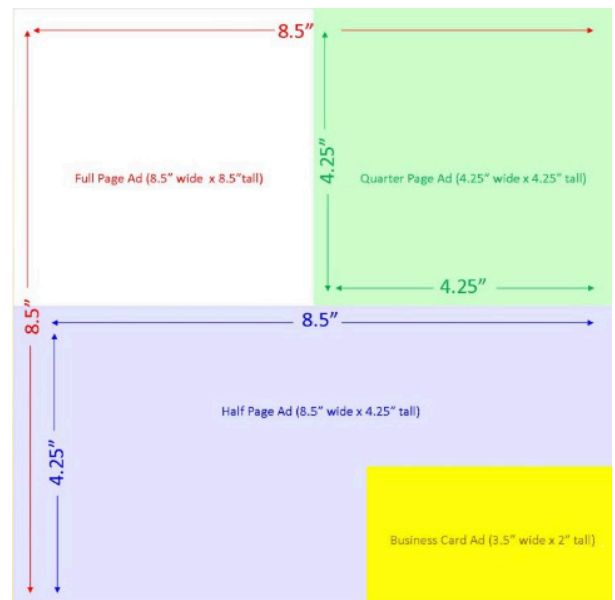 8.5”
Full Page Ad (8.5” wide  x 8.5”tall)
4.25”
Quarter Page Ad (4.25” wide x 4.25” tall)
4.25”
8.5”
8.5”
Half Page Ad (8.5” wide x 4.25” tall)
4.25”
Business Card Ad (3.5” wide x 2” tall)